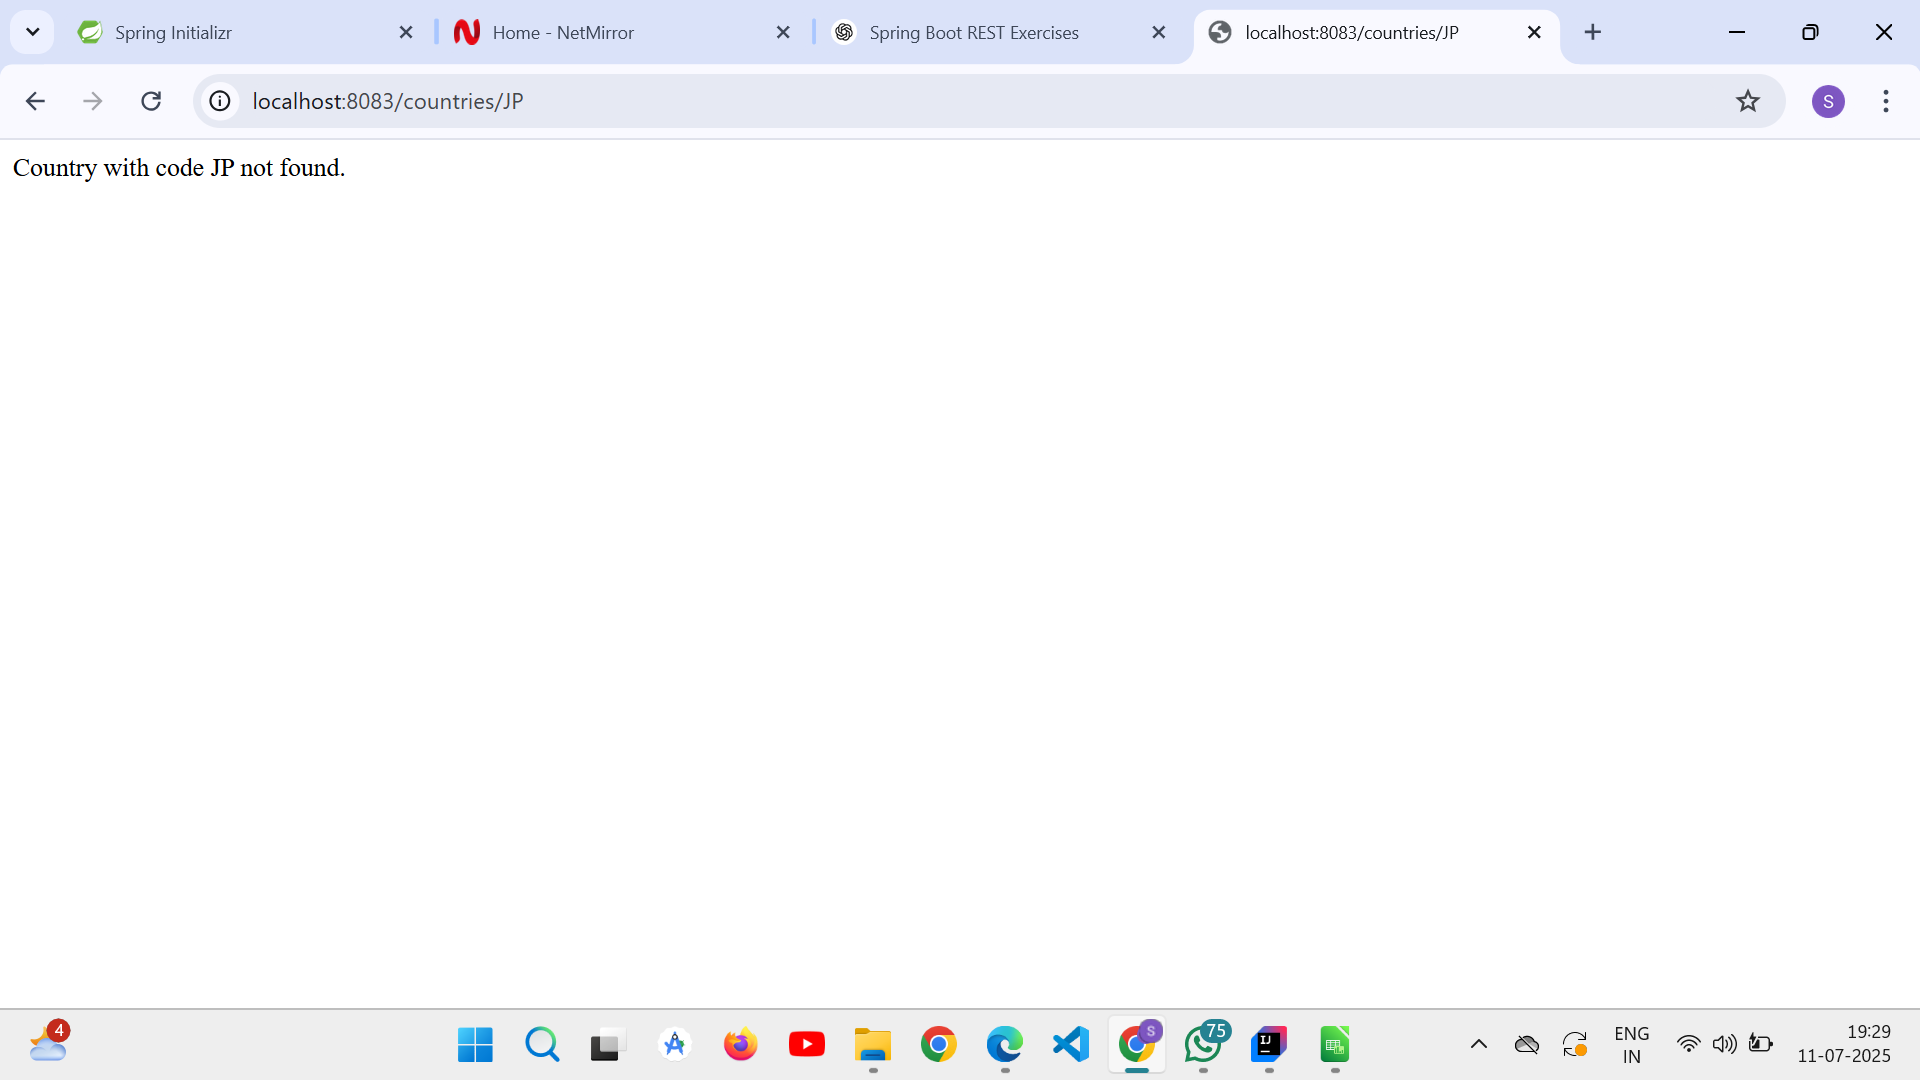 Spring Initializr
Home - NetMirror
Spring Boot REST Exercises
localhost:8083/countries/JP
localhost:8083/countries/JP
S
Country with code JP not found.
4
S
75
IJ
ENG
IN
19:29
11-07-2025